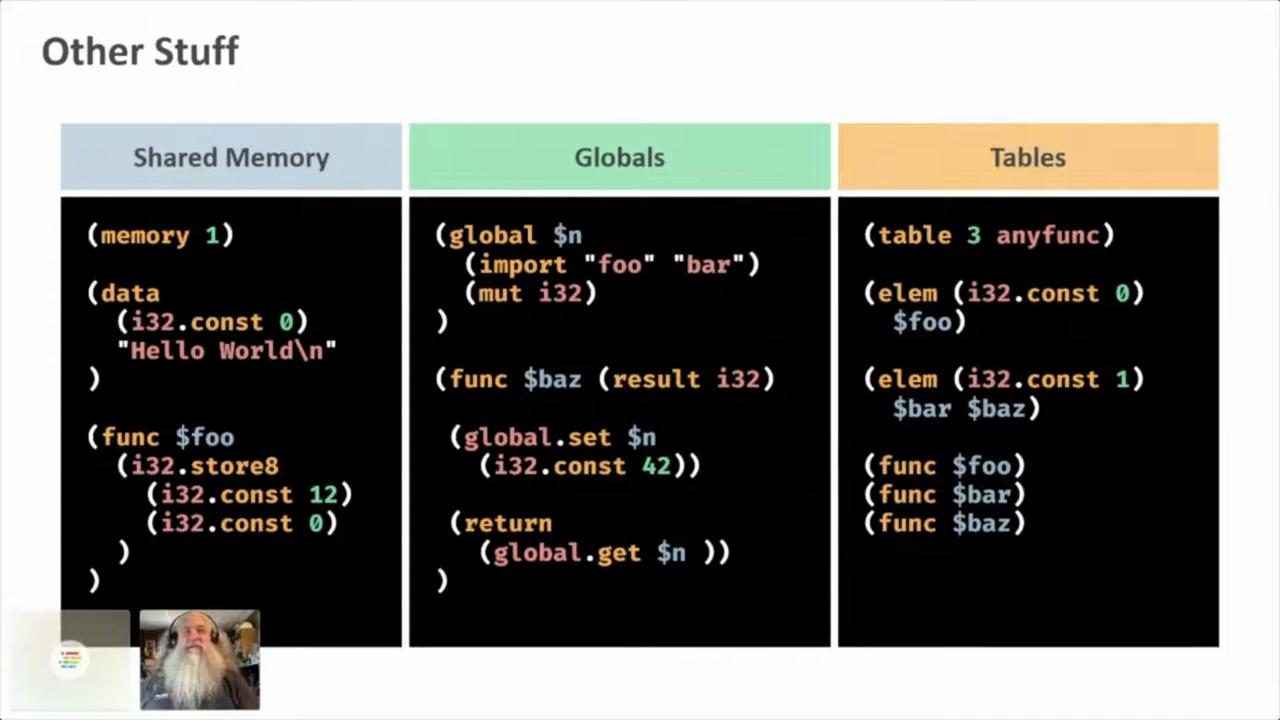 Other Stuff
Shared Memory
(memory 1)
(data
(i32.const 0)
"Hello World\n"
)
(func $foo
(i32.store8
(i32.const 12)
(i32.const 0)
)
)
Globals
(global $n
(import "foo" "bar")
(mut i32)
)
(func $baz (result i32)
(global.set $n
(i32.const 42))
(return
(global.get $n ))
)
Tables
(table 3 anyfunc)
(elem (i32.const 0)
$foo)
(elem (i32.const 1)
$bar $baz)
(func $foo)
(func $bar)
(func $baz)